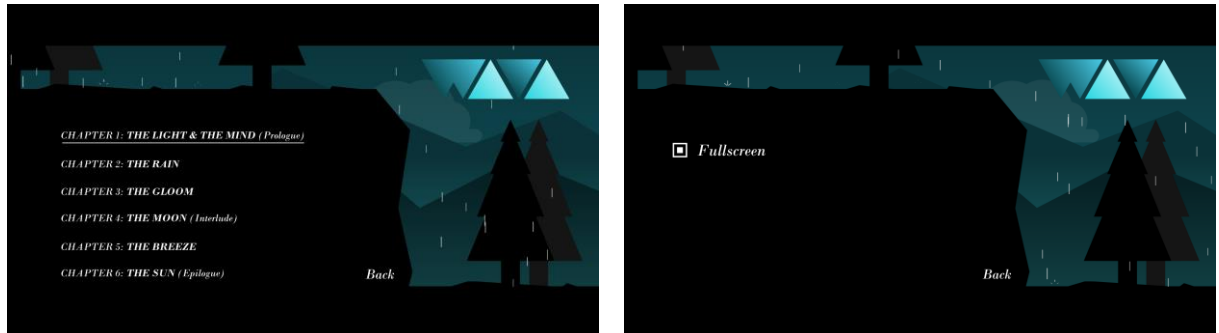 CHAPTER 1: THE LIGHT & THE MIND (Prologue)
CHAPTER 2: THE RAIN
CHAPTER 3: THE GLOOM
CHAPTER 4: THE MOON (Interlude)
CHAPTER 5: THE BREEZE
CHAPTER 6: THE SUN (Epilogue)
Back
Fullscreen
Back